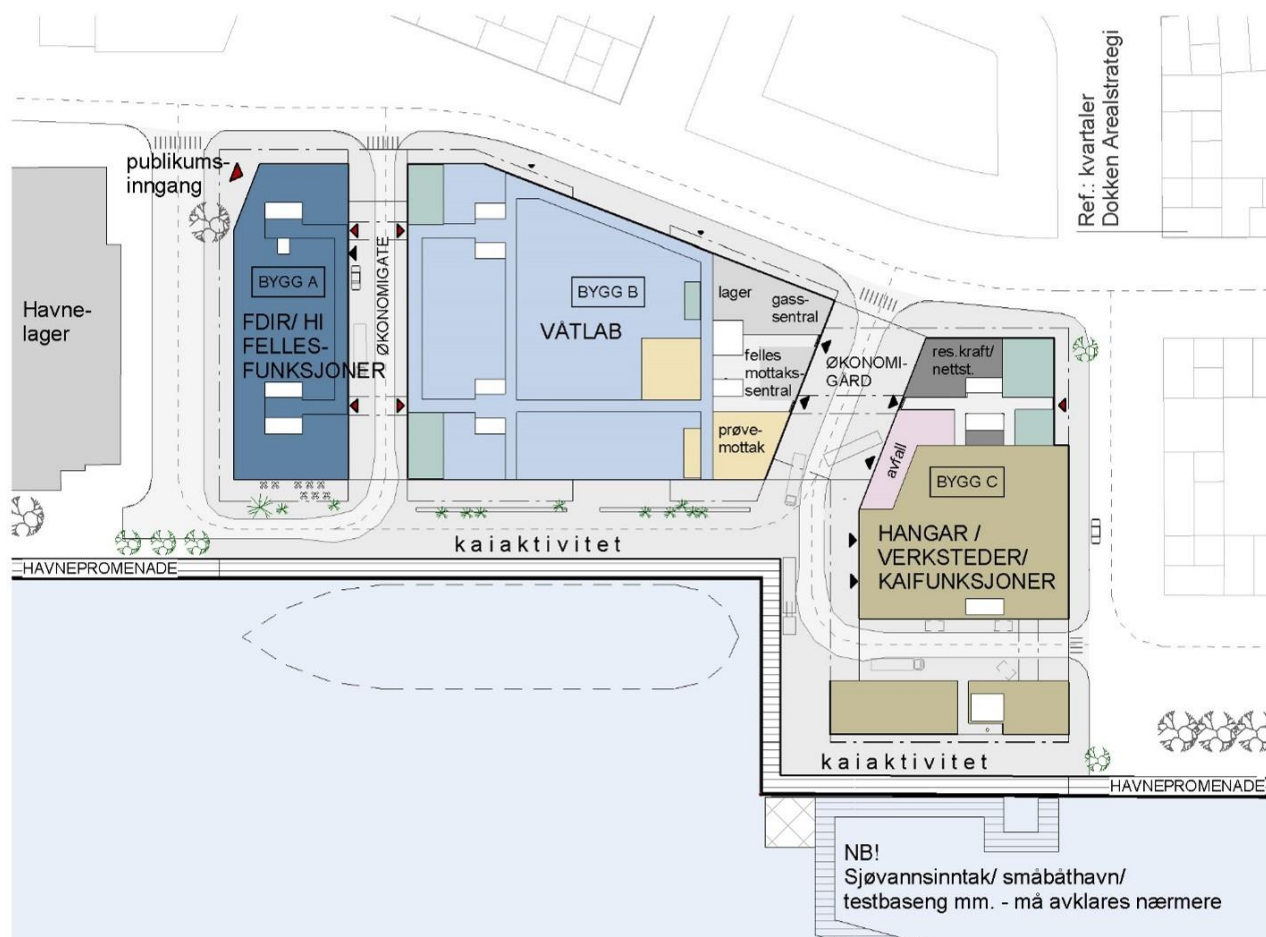 Ref.: kvartaler
Dokken Arealstrategi
publikums-
inngang
Havne-
lager
BYGG A
FDIR/ HI
FELLES-
FUNKSJONER
ØKONOMIGATE
BYGG B
VÅTLAB
lager
gass-
sentral
felles
mottaks-
sentral
prøve-
mottak
ØKONOMI-
GÅRD
res.kraft/
nettst.
avfall
BYGG C
HANGAR /
VERKSTEDER/
KAIFUNKSJONER
kaiaktivitet
HAVNEPROMENADE
kaiaktivitet
HAVNEPROMENADE
NB!
Sjøvannsinntak/ småbåthavn/
testbaseng mm. - må avklares nærmere